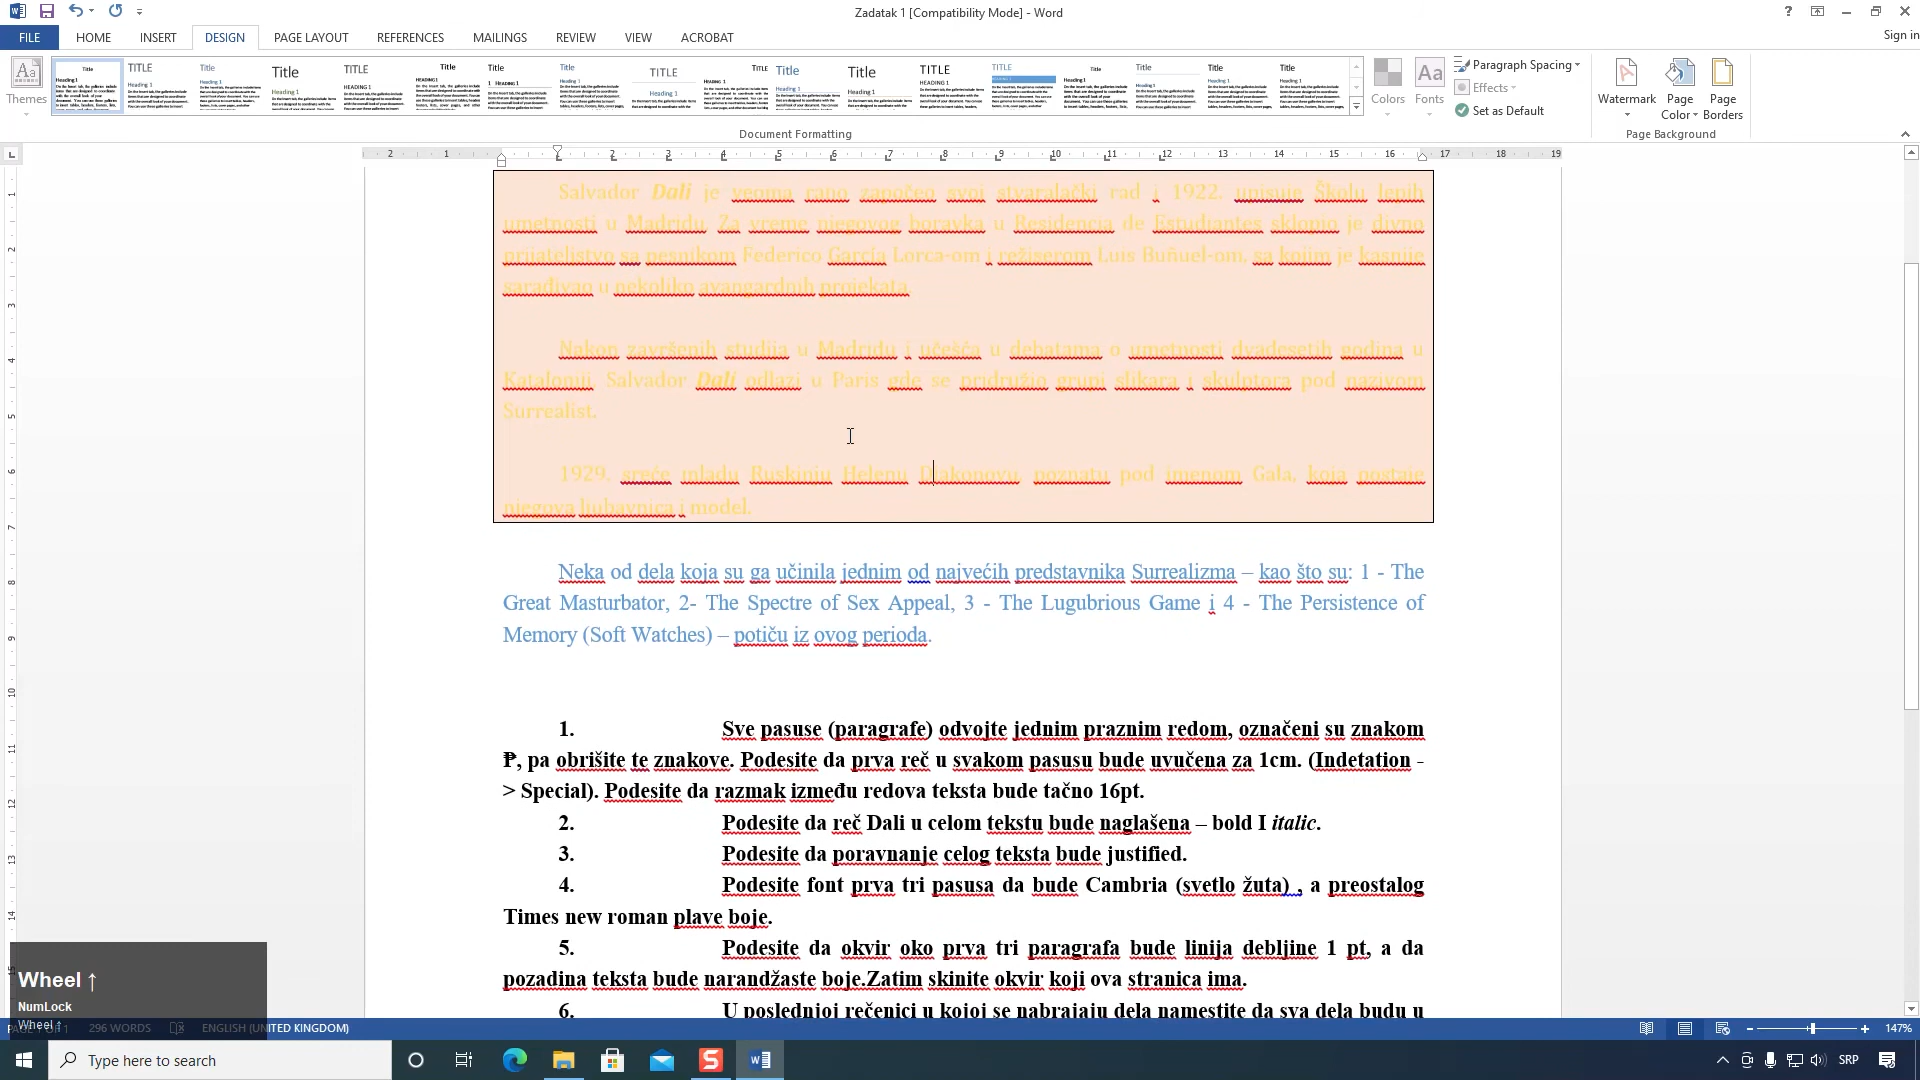 Zadatak 1 [Compatibility Mode] - Word
Sign in
FILE HOME INSERT DESIGN PAGE LAYOUT REFERENCES MAILINGS REVIEW VIEW ACROBAT
Themes
Colors
Fonts
Paragraph Spacing
Effects
Set as Default
Watermark
Page Color
Page Borders
Document Formatting
Page Background
Salvador Dali je veoma rano započeo svoj stvaralački rad i 1922. upisuje Školu lepih
umetnosti u Madridu. Za vreme njegovog boravka u Residencia de Estudiantes sklopio je divno
prijateljstvo sa pesnikom Federico García Lorca-om i režiserom Luis Buñuel-om, sa kojim je kasnije
sarađivao u nekoliko avangardnih projekata.
Nakon završenih studija u Madridu i učešća u debatama o umetnosti dvadesetih godina u
Kataloniji, Salvador Dali odlazi u Paris gde se pridružio grupi slikara i skulptora pod nazivom
Surrealist.
1929. sreće mladu Ruskinju Helenu Diakonovu, poznatu pod imenom Gala, koja postaje
njegova ljubavnica i model.
Neka od dela koja su ga učinila jednim od najvećih predstavnika Surrealizma – kao što su: 1 - The
Great Masturbator, 2- The Spectre of Sex Appeal, 3 - The Lugubrious Game i 4 - The Persistence of
Memory (Soft Watches) – potiču iz ovog perioda.
1. Sve pasuse (paragrafe) odvojte jednim praznim redom, označeni su znakom
₱, pa obrišite te znakove. Podesite da prva reč u svakom pasusu bude uvučena za 1cm. (Indetation -
> Special). Podesite da razmak između redova teksta bude tačno 16pt.
2. Podesite da reč Dali u celom tekstu bude naglašena – bold I italic.
3. Podesite da poravnanje celog teksta bude justified.
4. Podesite font prva tri pasusa da bude Cambria (svetlo žuta) , a preostalog
Times new roman plave boje.
5. Podesite da okvir oko prva tri paragrafa bude linija debljine 1 pt, a da
pozadina teksta bude narandžaste boje.Zatim skinite okvir koji ova stranica ima.
6. U poslednjoj rečenici u kojoj se nabrajaju dela namestite da sva dela budu u
Wheel ↑
NumLock
Wheel ↑
296 WORDS ENGLISH (UNITED KINGDOM)
147%
Type here to search
SRP